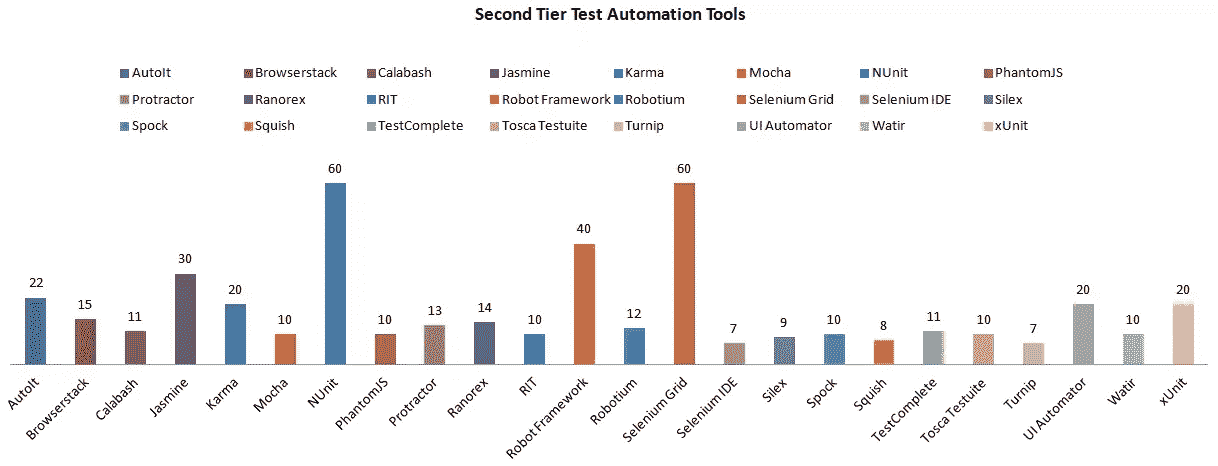 Second Tier Test Automation Tools
AutoIt Browserstack Calabash Jasmine Karma Mocha NUnit PhantomJS
Protractor Ranorex RIT Robot Framework Robotium Selenium Grid Selenium IDE Silex
Spock Squish TestComplete Tosca Testuite Turnip UI Automator Watir xUnit
22 15 11 30 20 10 60 10 13 14 10 40 12 60 7 9 10 8 11 10 7 20 10 20
AutoIt Browserstack Calabash Jasmine Karma Mocha NUnit PhantomJS Protractor Ranorex RIT Robot Framework Robotium Selenium Grid Selenium IDE Silex Spock Squish TestComplete Tosca Testuite Turnip UI Automator Watir xUnit